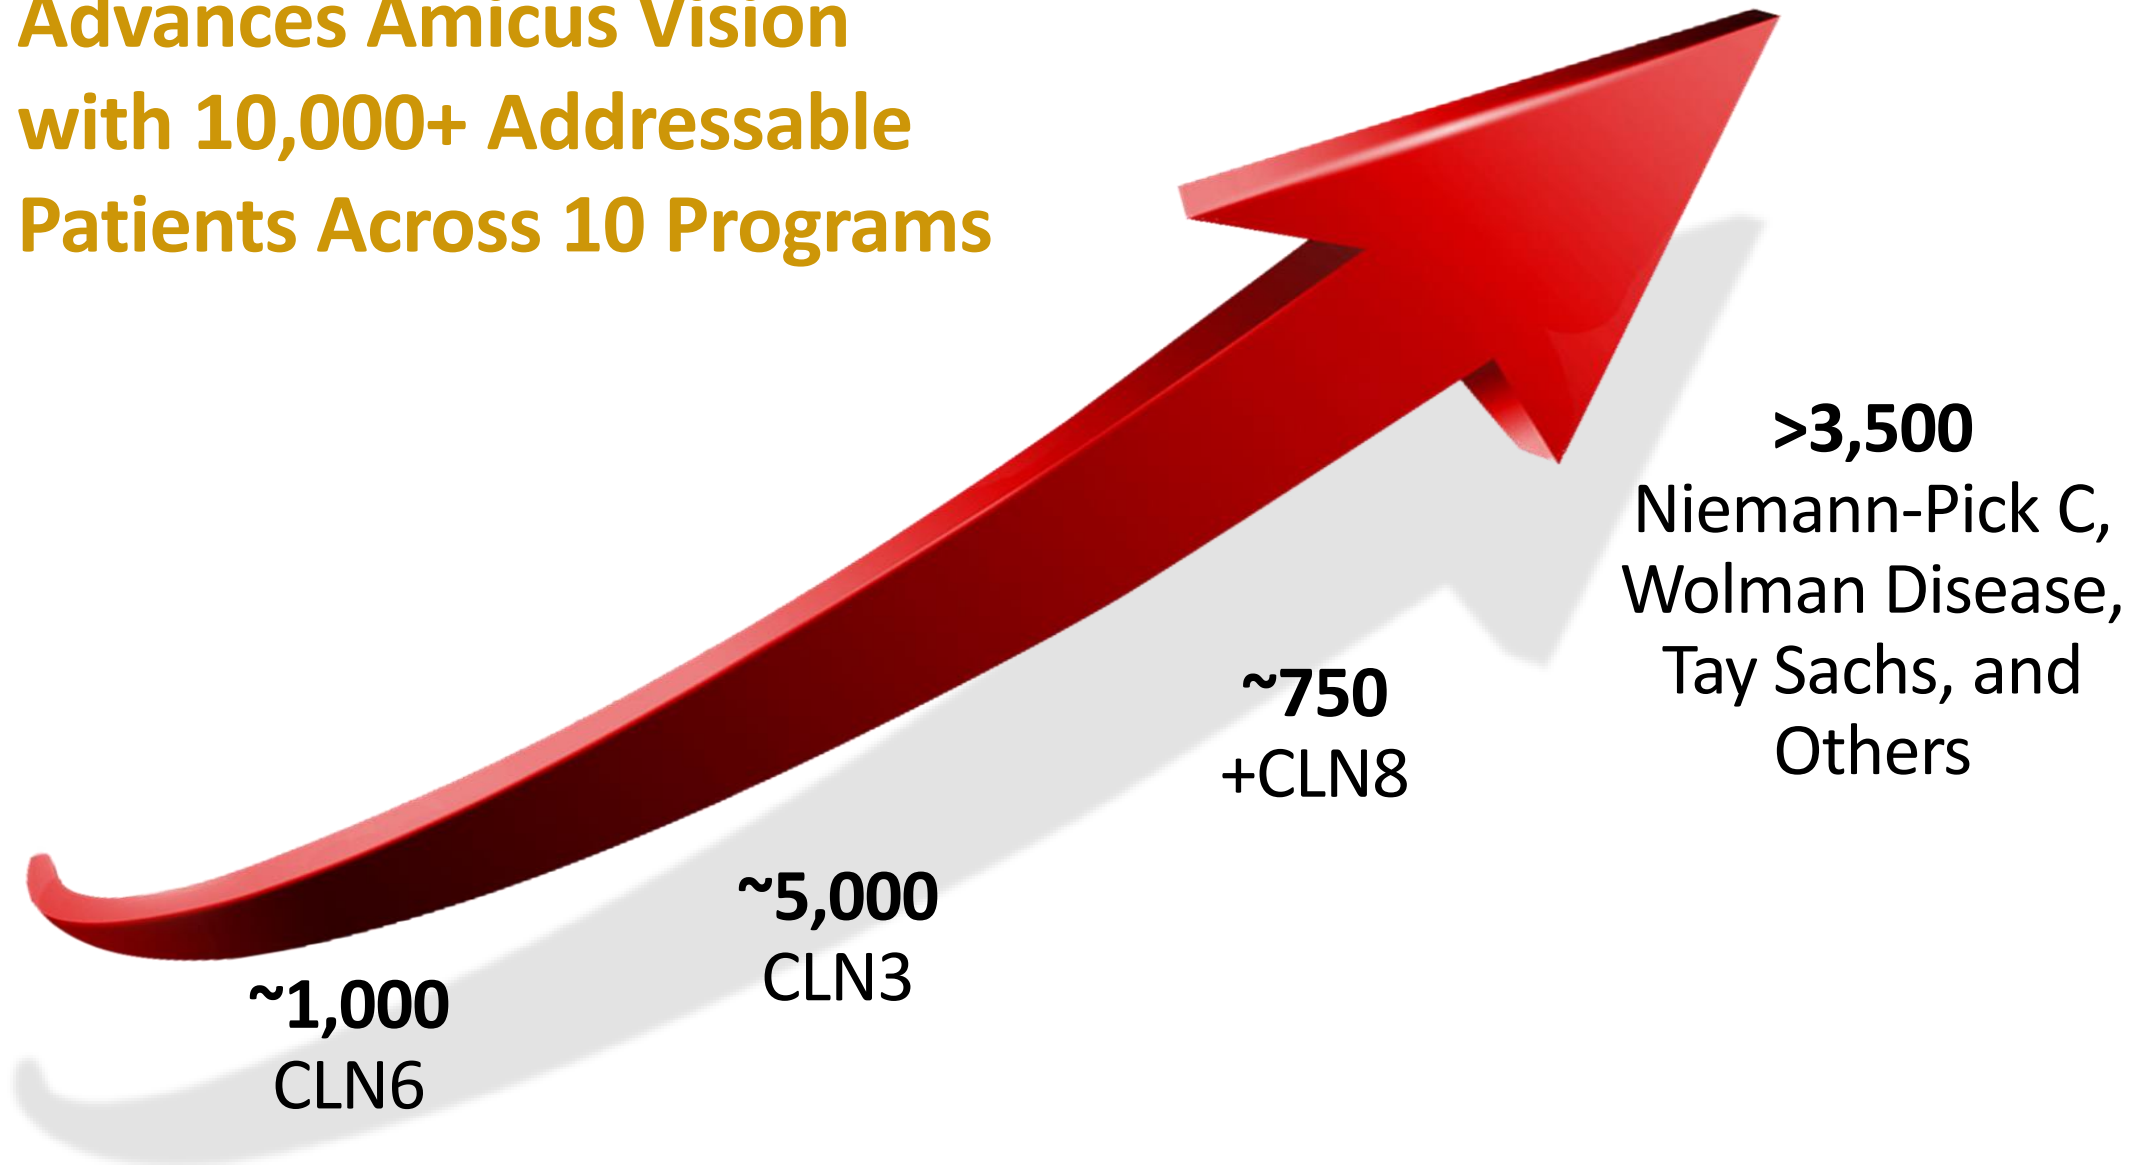 Advances Amicus Vision
with 10,000+ Addressable
Patients Across 10 Programs
>3,500
Niemann-Pick C,
Wolman Disease,
Tay Sachs, and
Others
~750
+CLN8
~5,000
CLN3
~1,000
CLN6